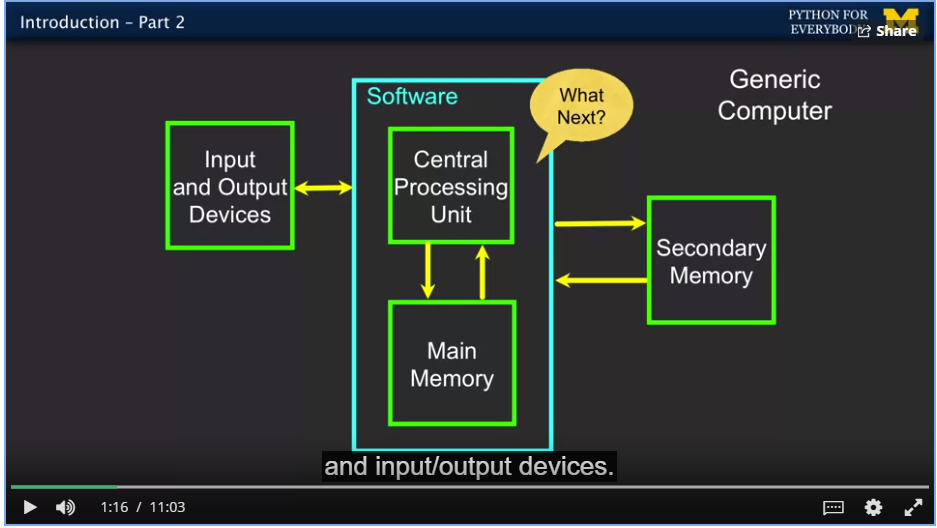 Introduction – Part 2
PYTHON FOR
EVERYBODY
Share
Generic
Computer
Software
What
Next?
Input
and Output
Devices
Central
Processing
Unit
Secondary
Memory
Main
Memory
and input/output devices.
1:16 / 11:03